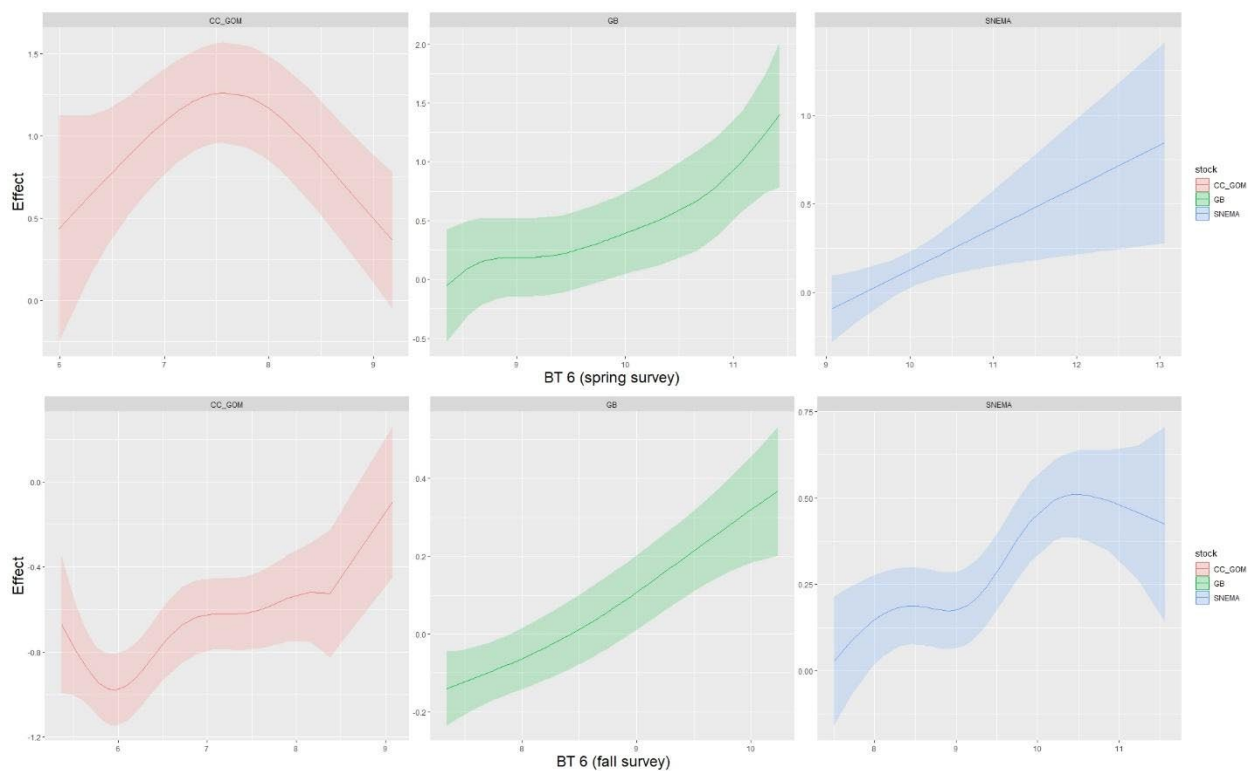 CC_GOM GB SNEMA
1.5
1.0
0.5
0.0
Effect
6 7 8 9
2.0
1.5
1.0
0.5
0.0
-0.5
9 10 11
1.0
0.5
0.0
9 10 11 12 13
BT 6 (spring survey)
stock
CC_GOM
GB
SNEMA
CC_GOM GB SNEMA
0.0
-0.4
-0.8
-1.2
Effect
6 7 8 9
0.4
0.2
0.0
-0.2
8 9 10
0.75
0.50
0.25
0.00
8 9 10 11
BT 6 (fall survey)
stock
CC_GOM
GB
SNEMA